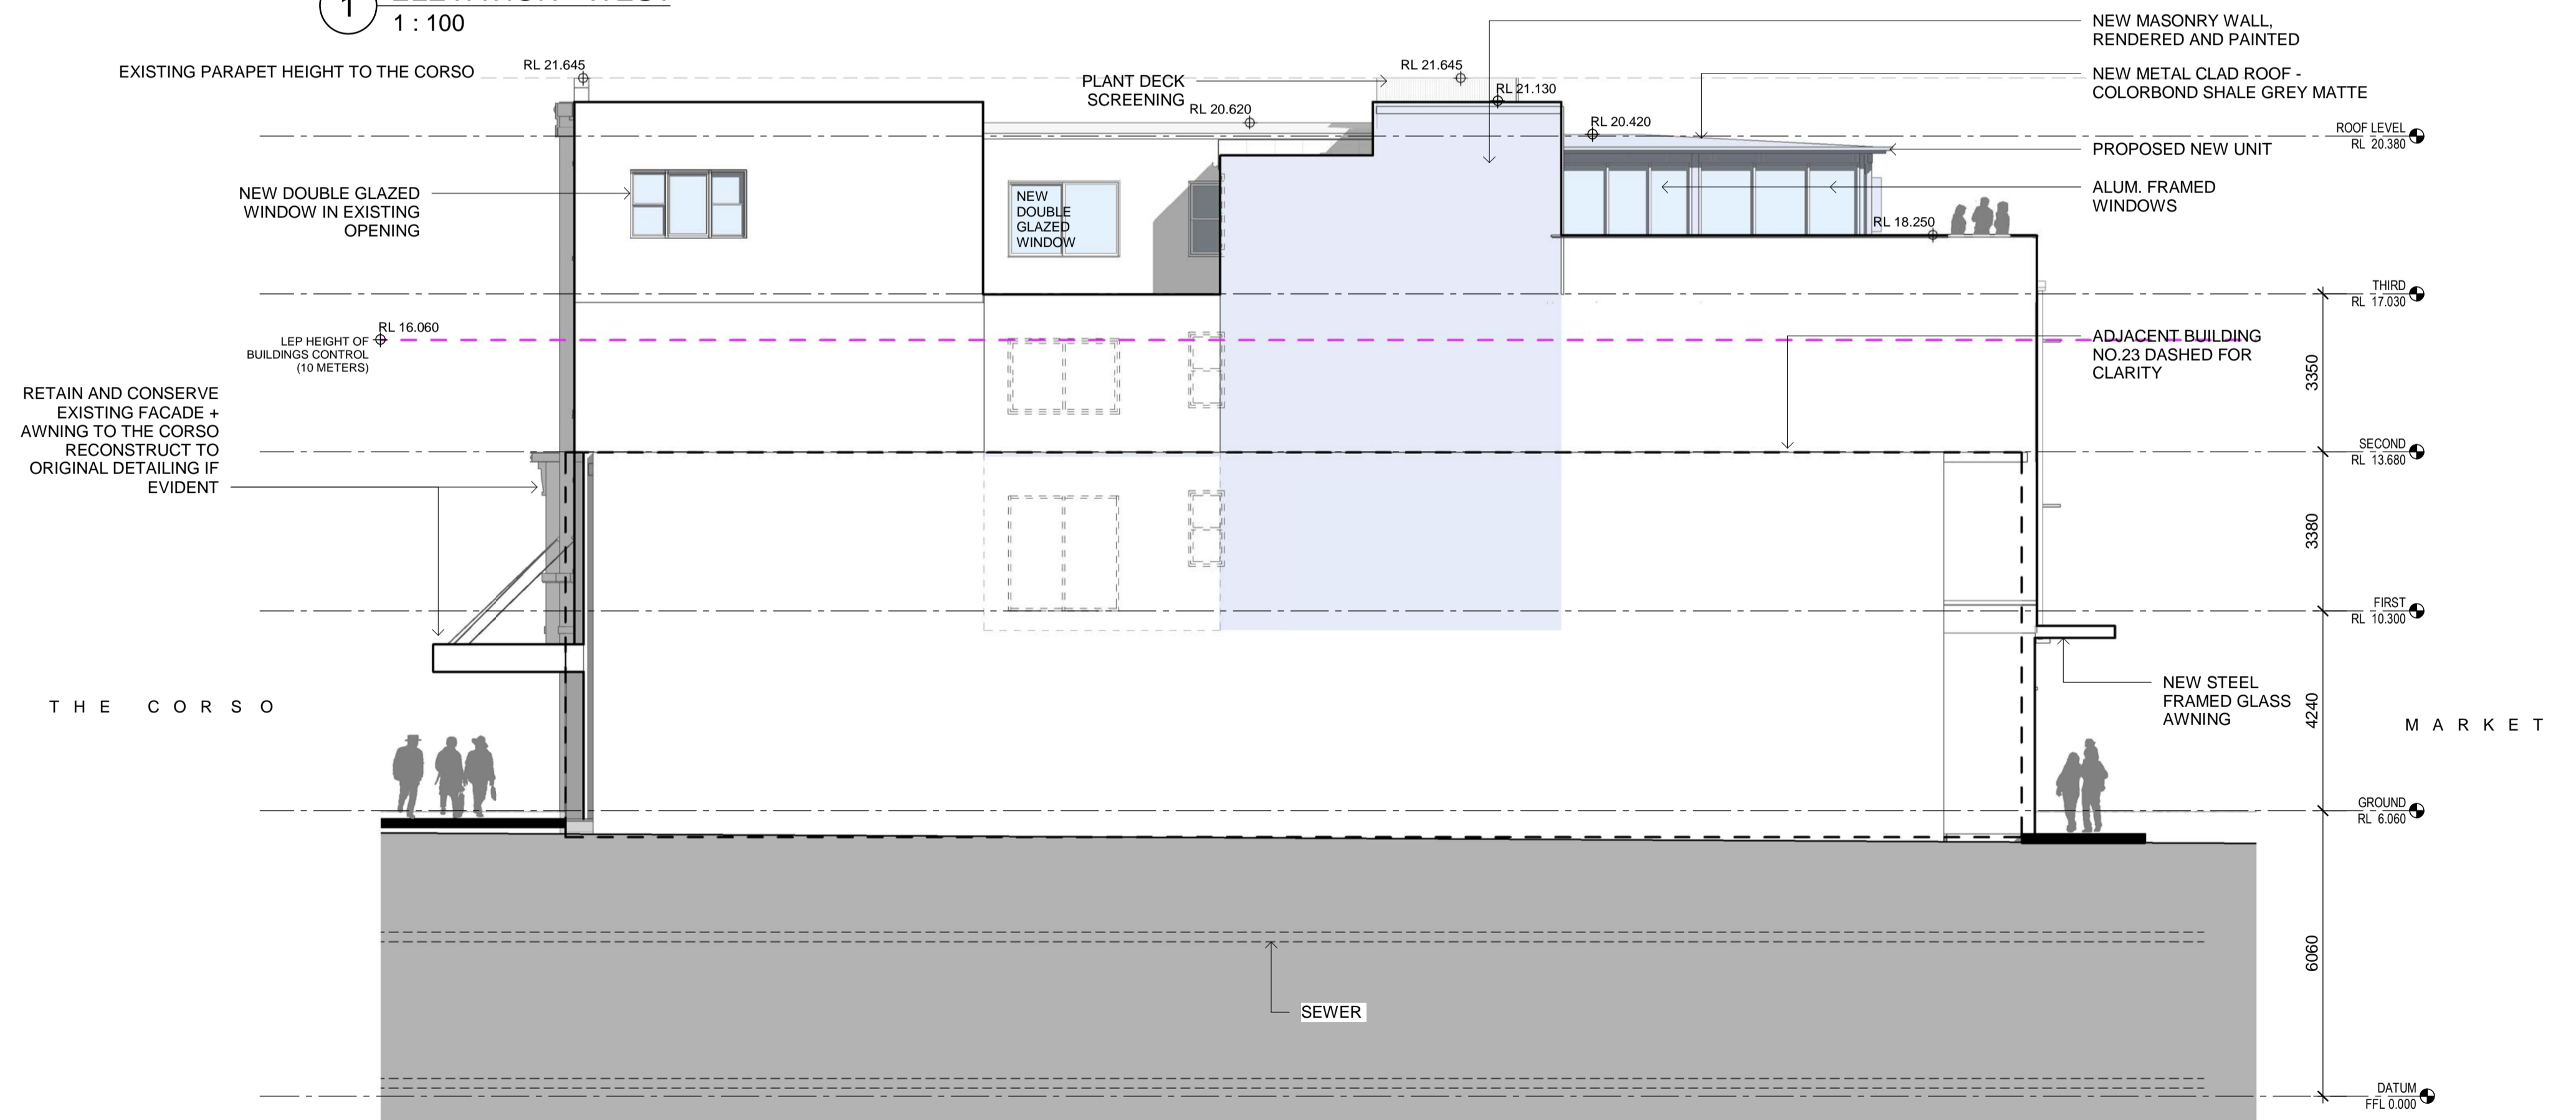 1
1 : 100
EXISTING PARAPET HEIGHT TO THE CORSO
RL 21.645
PLANT DECK
SCREENING
RL 21.645
RL 21.130
RL 20.620
RL 20.420
RL 18.250
NEW MASONRY WALL,
RENDERED AND PAINTED
NEW METAL CLAD ROOF -
COLORBOND SHALE GREY MATTE
ROOF LEVEL
RL 20.380
PROPOSED NEW UNIT
ALUM. FRAMED
WINDOWS
NEW DOUBLE GLAZED
WINDOW IN EXISTING
OPENING
NEW
DOUBLE
GLAZED
WINDOW
THIRD
RL 17.030
RL 16.060
LEP HEIGHT OF
BUILDINGS CONTROL
(10 METERS)
ADJACENT BUILDING
NO.23 DASHED FOR
CLARITY
3350
RETAIN AND CONSERVE
EXISTING FACADE +
AWNING TO THE CORSO
RECONSTRUCT TO
ORIGINAL DETAILING IF
EVIDENT
SECOND
RL 13.680
3380
FIRST
RL 10.300
NEW STEEL
FRAMED GLASS
AWNING
4240
THE CORSO
MARKET
GROUND
RL 6.060
6060
SEWER
DATUM
FFL 0.000